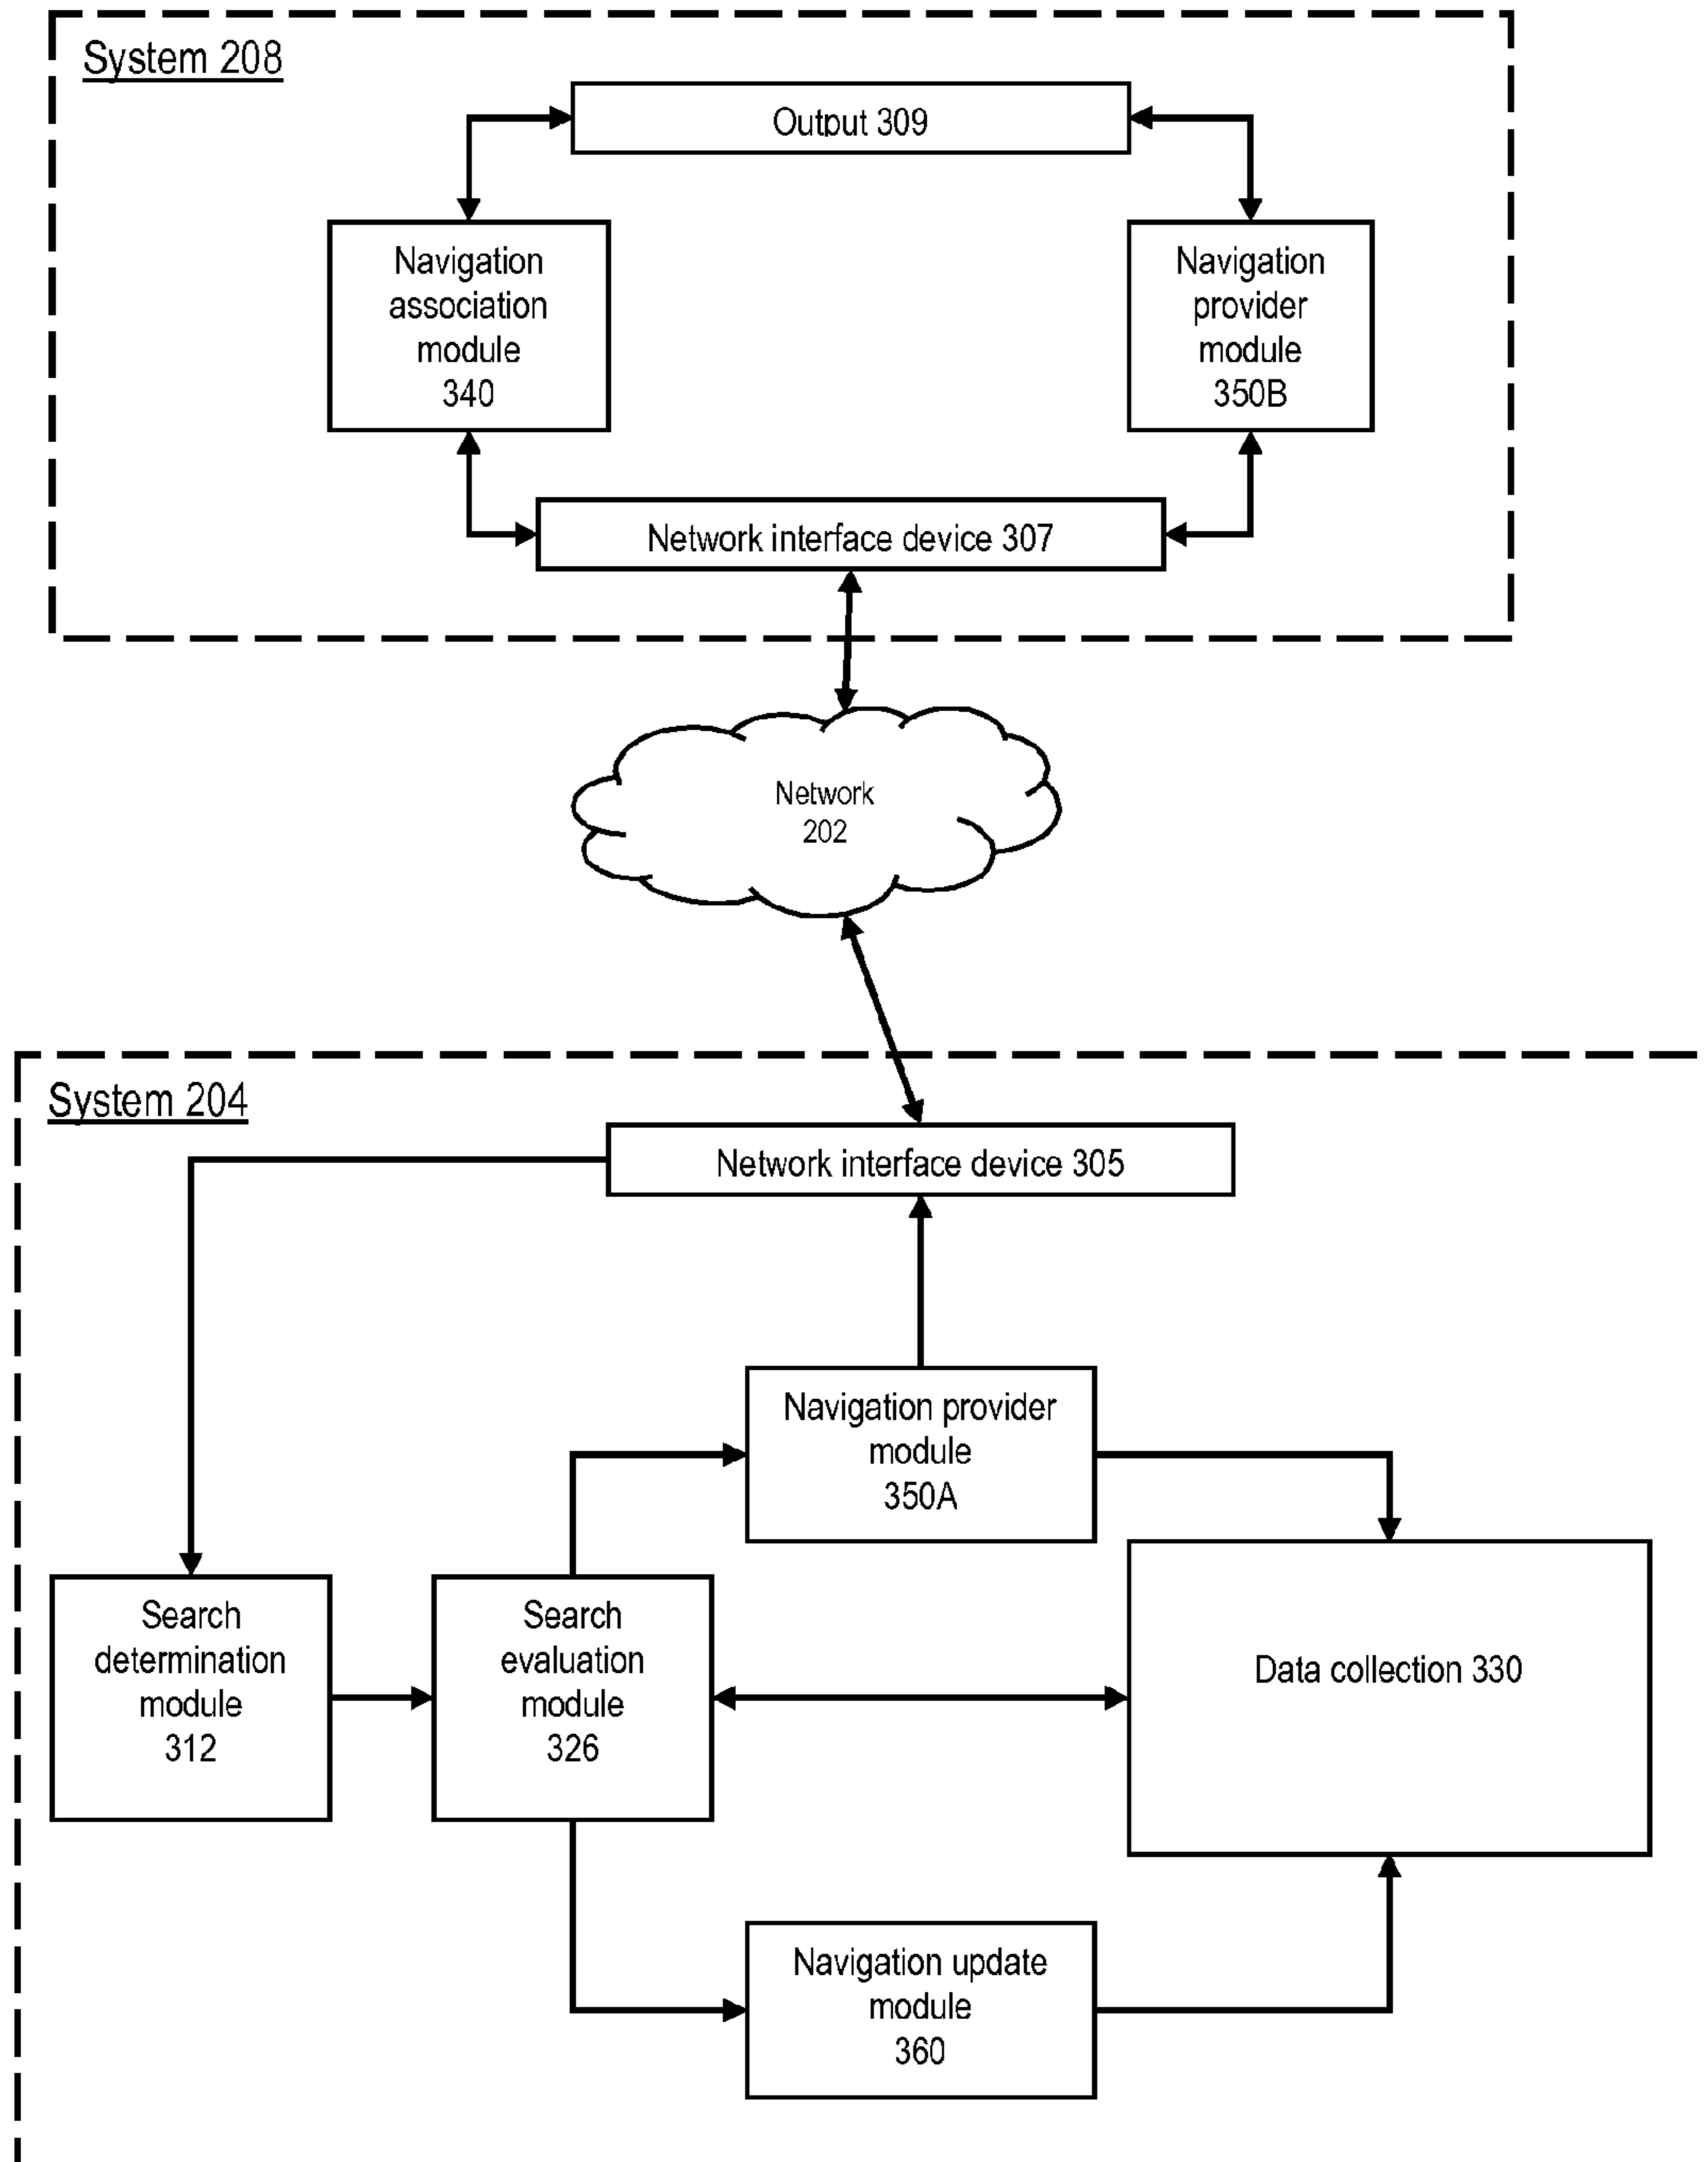 System 208
Output 309
Navigation
association
module
340
Navigation
provider
module
350B
Network interface device 307
Network
202
System 204
Network interface device 305
Navigation provider
module
350A
Search
determination
module
312
Search
evaluation
module
326
Data collection 330
Navigation update
module
360